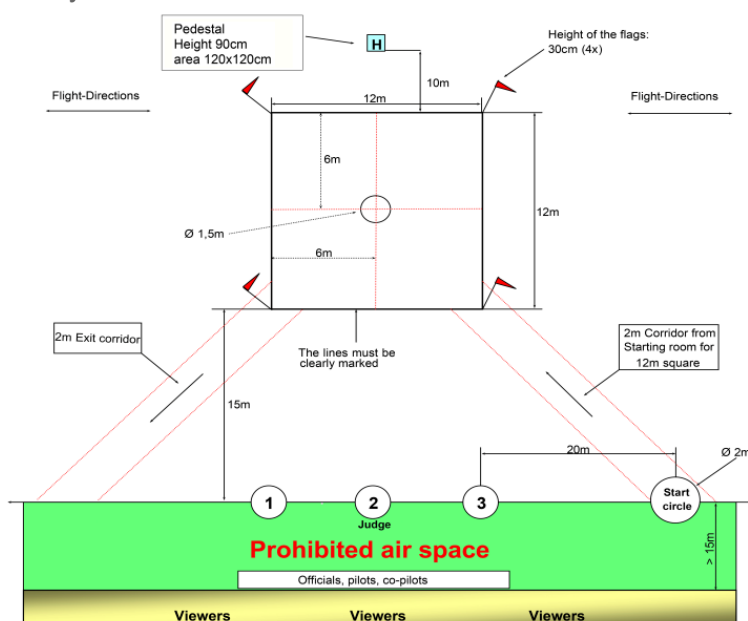 Pedestal
Height 90cm
area 120x120cm
H
Height of the flags:
30cm (4x)
10m
Flight-Directions
Flight-Directions
12m
6m
12m
Ø 1,5m
6m
2m Exit corridor
The lines must be
clearly marked
2m Corridor from
Starting room for
12m square
15m
20m
Ø 2m
1
2
3
Start
circle
Judge
Prohibited air space
> 15m
Officials, pilots, co-pilots
Viewers
Viewers
Viewers